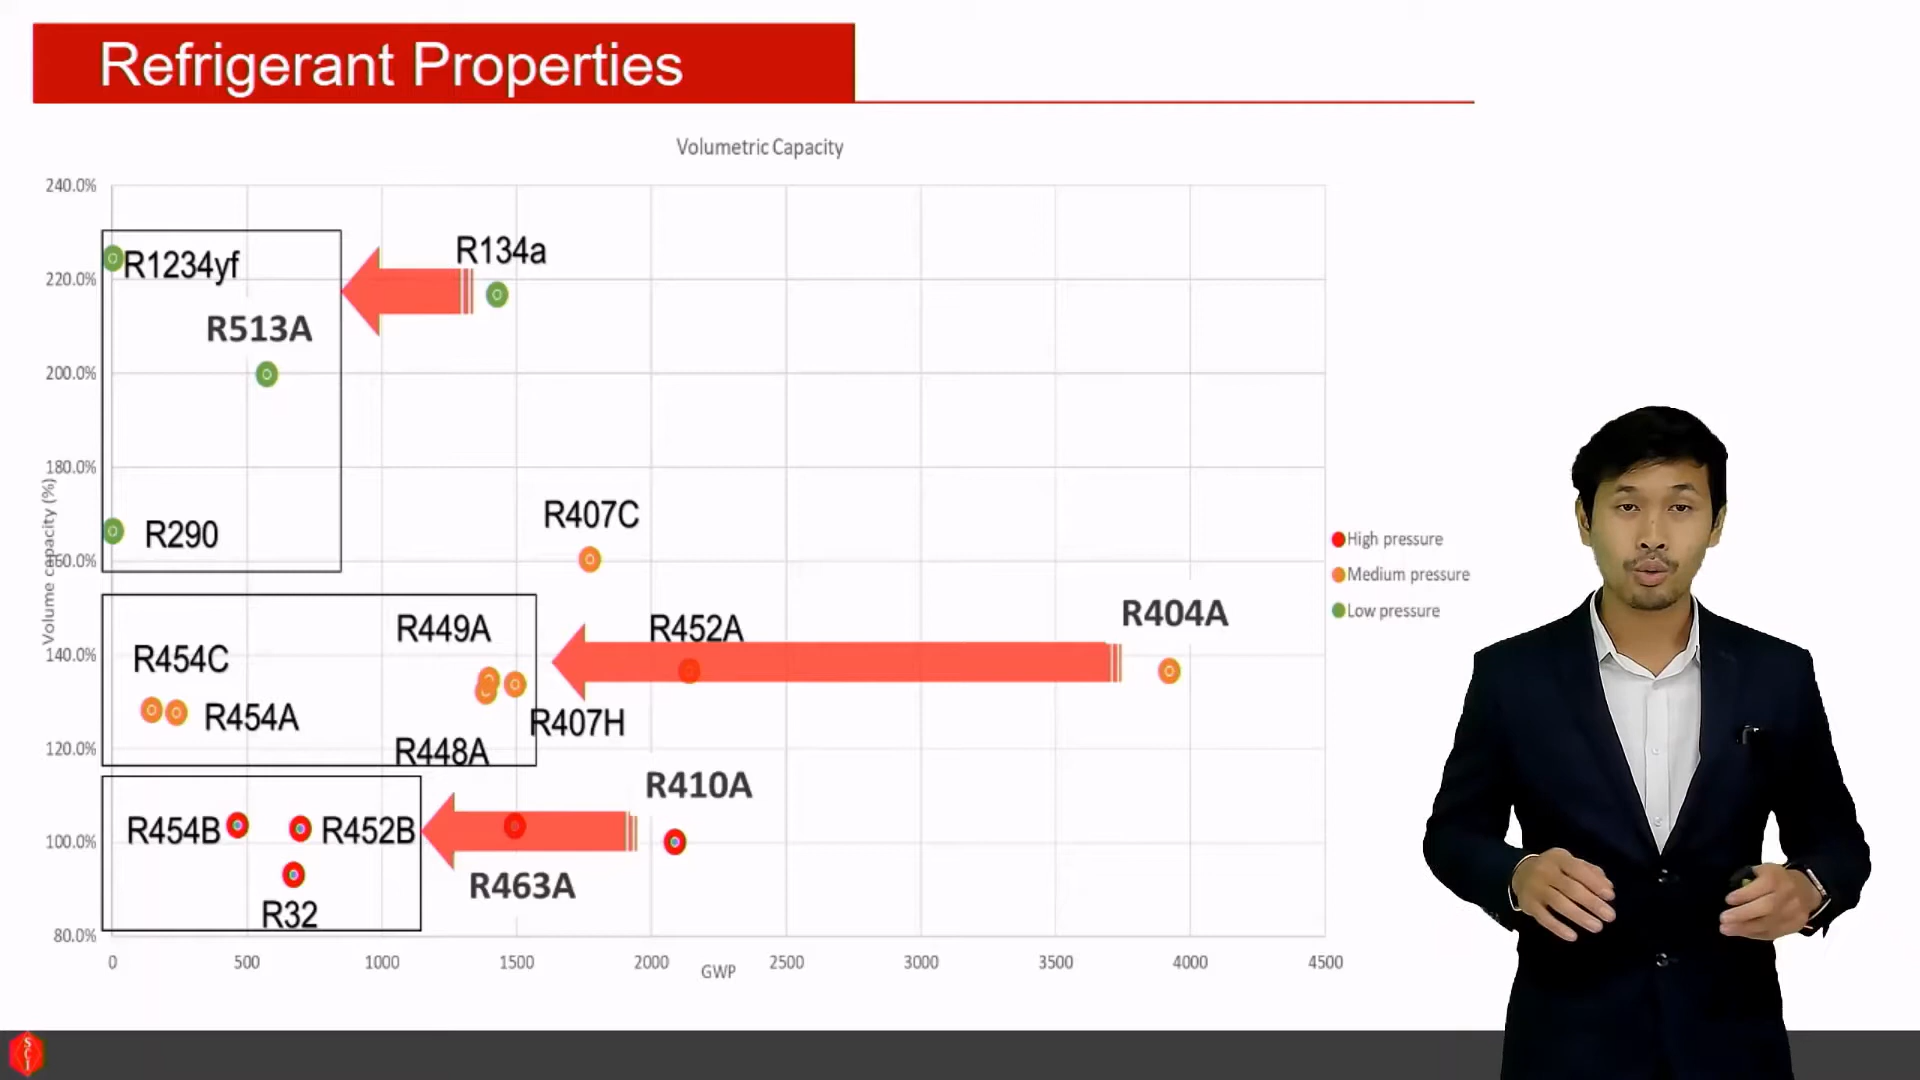 Refrigerant Properties
Volumetric Capacity
240.0%
220.0%
200.0%
180.0%
160.0%
140.0%
120.0%
100.0%
80.0%
Volume capacity (%)
R1234yf
R134a
R513A
R290
R407C
R449A
R452A
R404A
R454C
R454A
R407H
R448A
R410A
R454B
R452B
R463A
R32
High pressure
Medium pressure
Low pressure
0 500 1000 1500 2000 2500 3000 3500 4000 4500
GWP
SCI